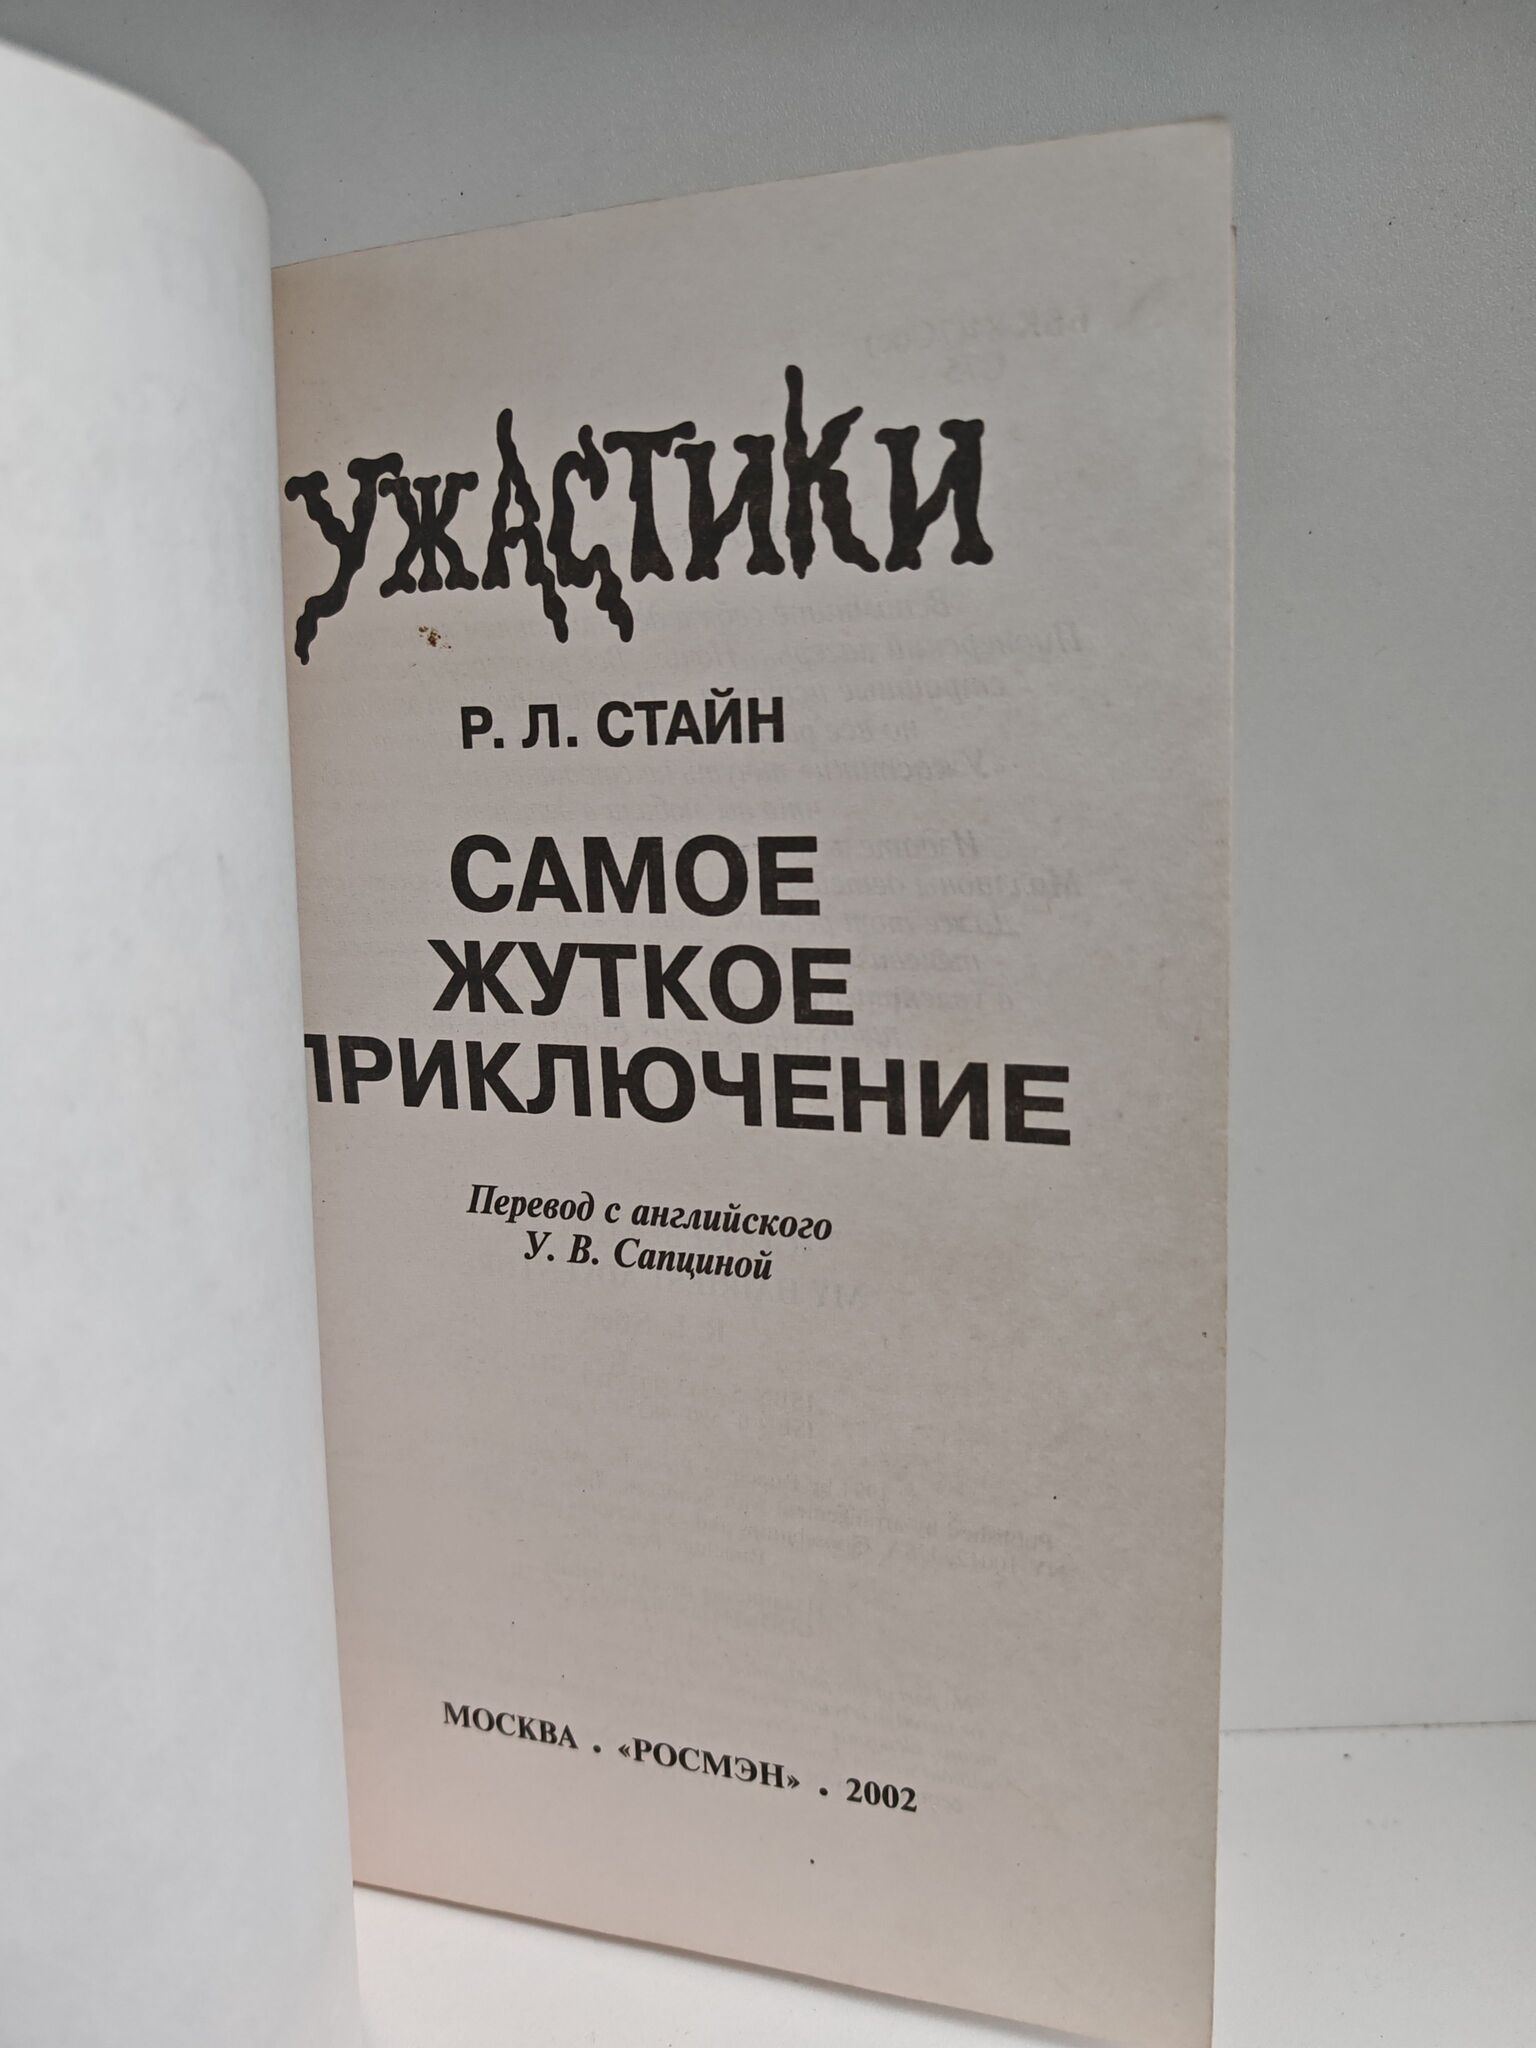 УЖАСТИКИ
Р. Л. СТАЙН
САМОЕ
ЖУТКОЕ
ПРИКЛЮЧЕНИЕ
Перевод с английского
У. В. Сапциной
МОСКВА • «РОСМЭН» • 2002